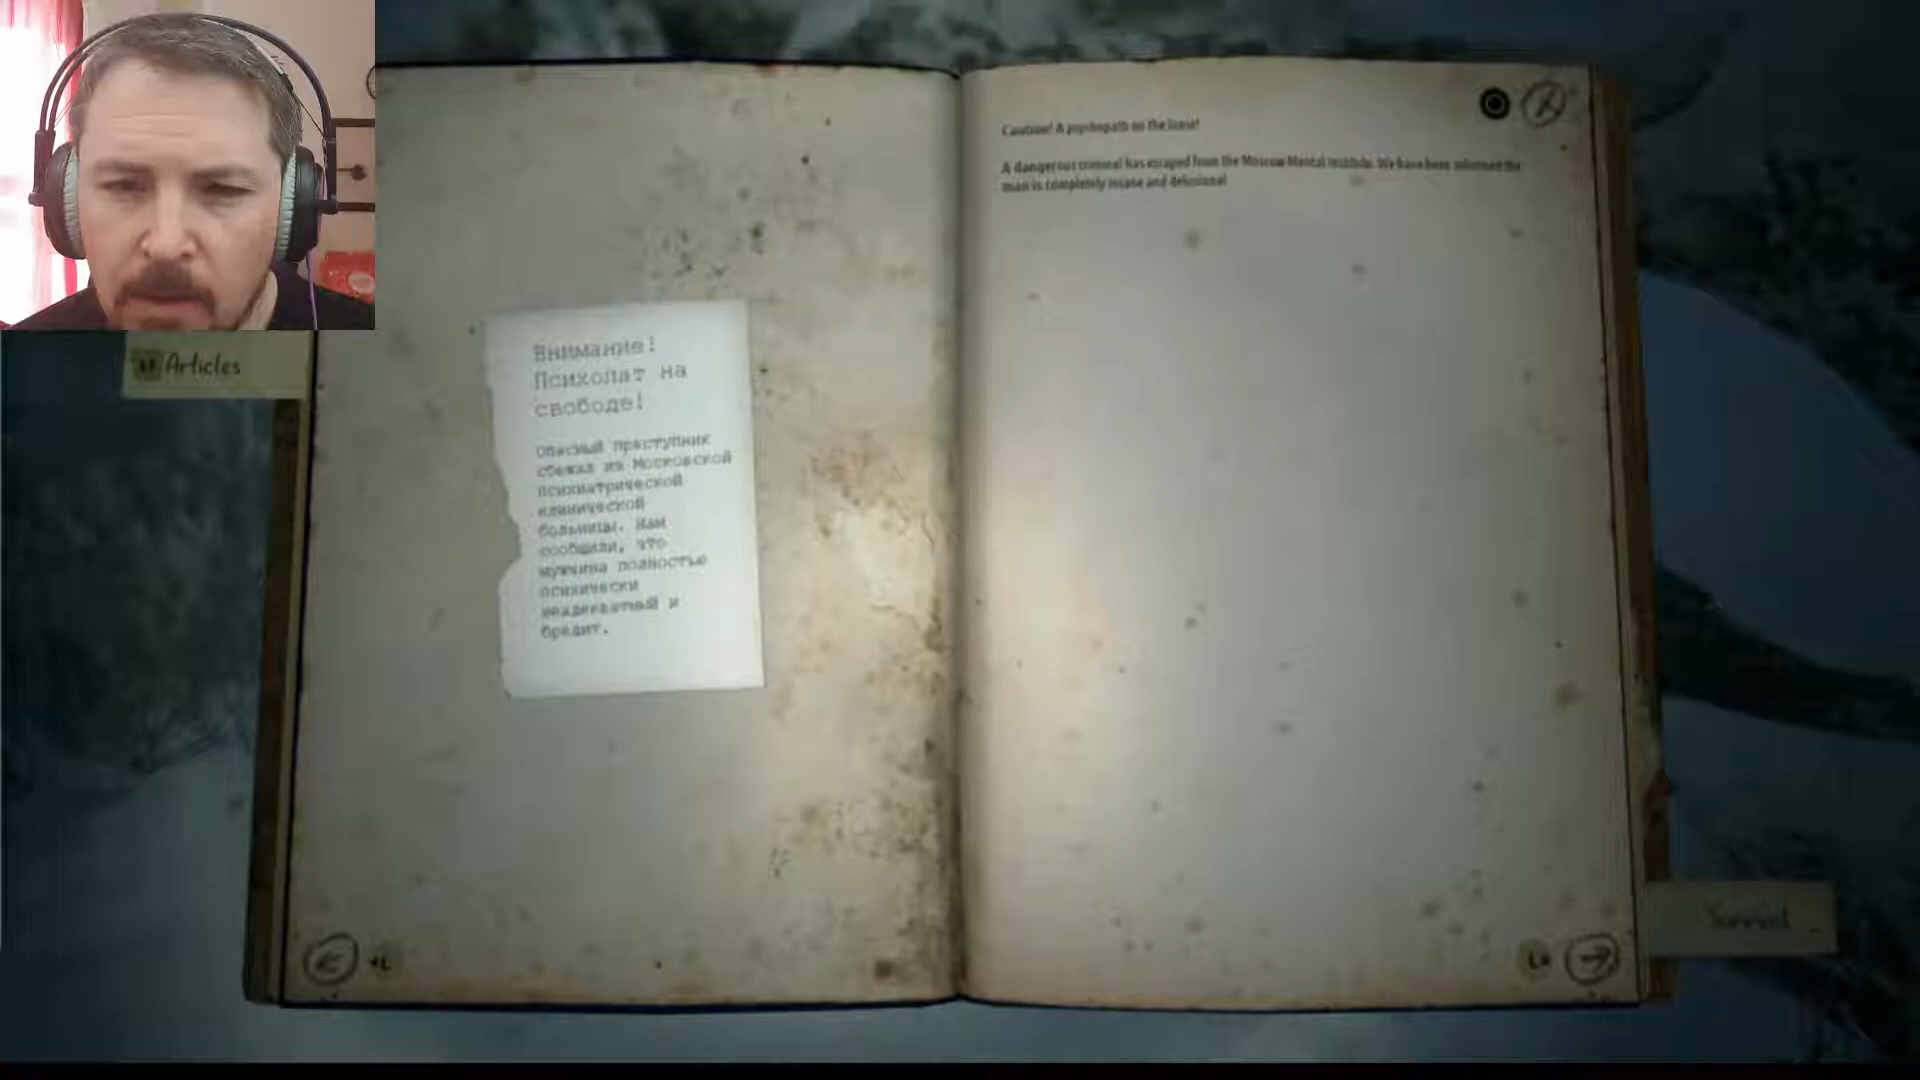 Articles
Внимание!
Психопат на
свободе!
Опасный преступник
сбежал из Московской
психиатрической
клинической
больницы. Нам
сообщили, что
мужчина полностью
психически
неадекватный и
бредит.
Caution! A psychopath on the loose!
A dangerous criminal has escaped from the Moscow Mental Institute. We have been informed the
man is completely insane and delusional
L
L